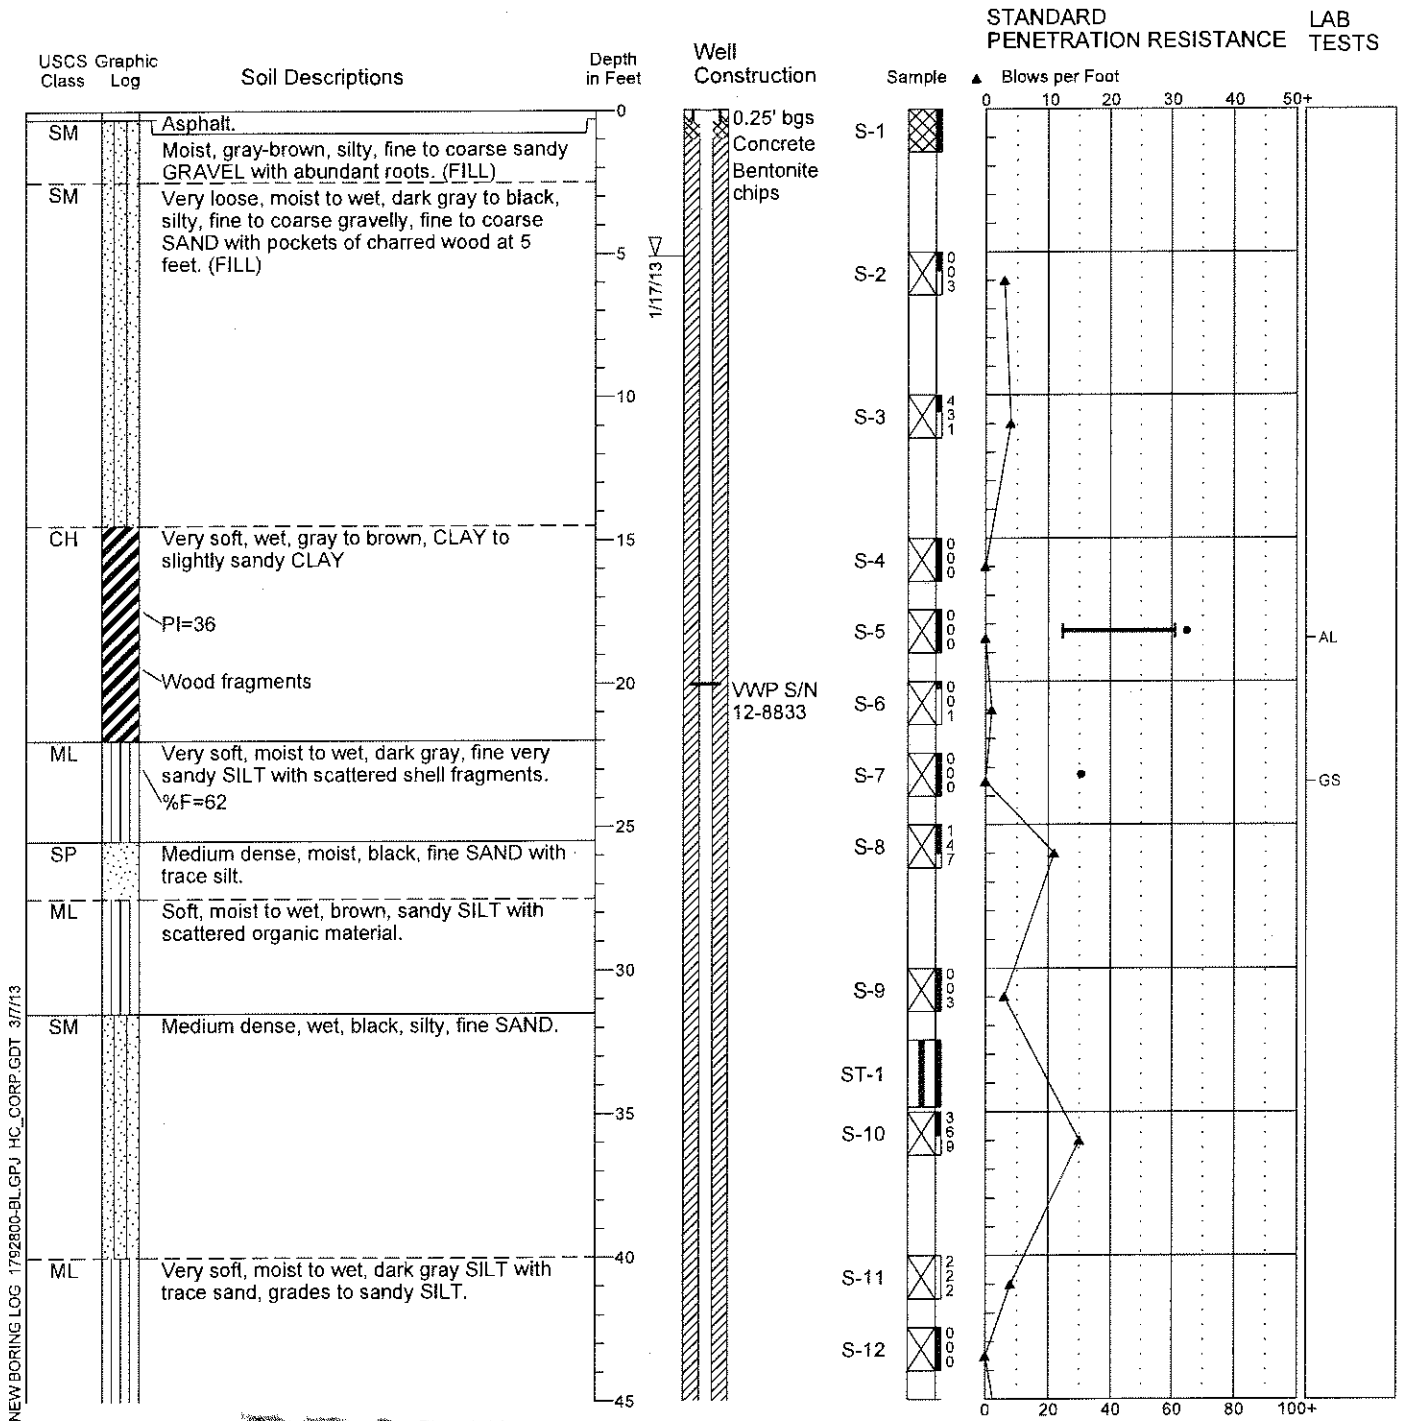 STANDARD
PENETRATION RESISTANCE
LAB
TESTS
USCS Graphic
Class Log
Soil Descriptions
Depth
in Feet
Well
Construction
Sample
▲ Blows per Foot
0 10 20 30 40 50+
0
SM
Asphalt.
Moist, gray-brown, silty, fine to coarse sandy
GRAVEL with abundant roots. (FILL)
0.25' bgs
Concrete
Bentonite
chips
S-1
SM
Very loose, moist to wet, dark gray to black,
silty, fine to coarse gravelly, fine to coarse
SAND with pockets of charred wood at 5
feet. (FILL)
5
1/17/13
S-2
0
0
3
10
S-3
4
3
1
CH
Very soft, wet, gray to brown, CLAY to
slightly sandy CLAY
15
S-4
0
0
0
PI=36
S-5
0
0
0
AL
Wood fragments
20
VWP S/N
12-8833
S-6
0
0
1
ML
Very soft, moist to wet, dark gray, fine very
sandy SILT with scattered shell fragments.
%F=62
S-7
0
0
0
GS
25
SP
Medium dense, moist, black, fine SAND with
trace silt.
S-8
1
4
7
ML
Soft, moist to wet, brown, sandy SILT with
scattered organic material.
30
S-9
0
0
3
SM
Medium dense, wet, black, silty, fine SAND.
ST-1
35
S-10
3
6
9
40
ML
Very soft, moist to wet, dark gray SILT with
trace sand, grades to sandy SILT.
S-11
2
2
2
S-12
0
0
0
45
0 20 40 60 80 100+
NEW BORING LOG 1792800-BL.GPJ HC_CORP.GDT 3/7/13